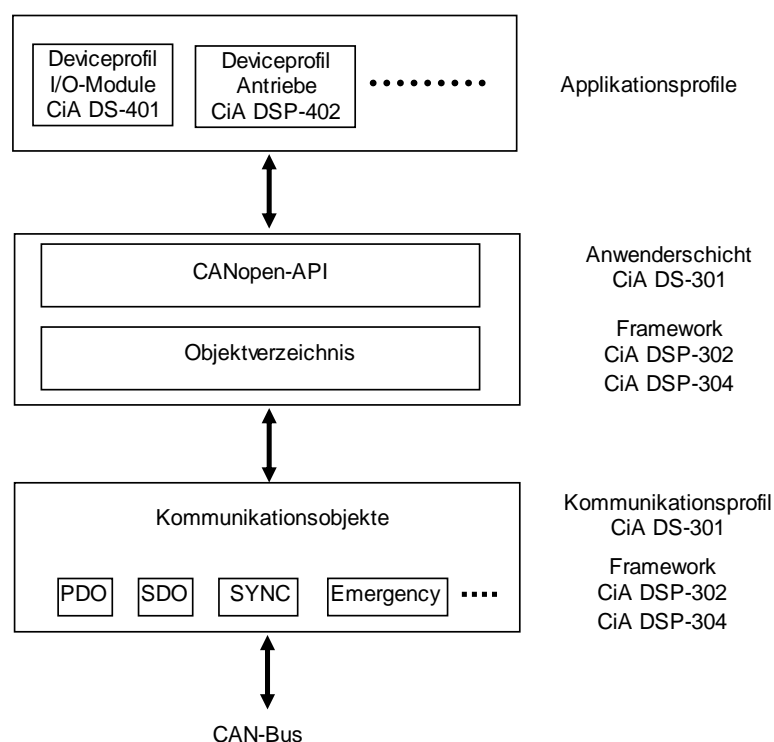 Deviceprofil
I/O-Module
CiA DS-401
Deviceprofil
Antriebe
CiA DSP-402
Applikationsprofile
CANopen-API
Objektverzeichnis
Anwenderschicht
CiA DS-301
Framework
CiA DSP-302
CiA DSP-304
Kommunikationsobjekte
PDO
SDO
SYNC
Emergency
Kommunikationsprofil
CiA DS-301
Framework
CiA DSP-302
CiA DSP-304
CAN-Bus